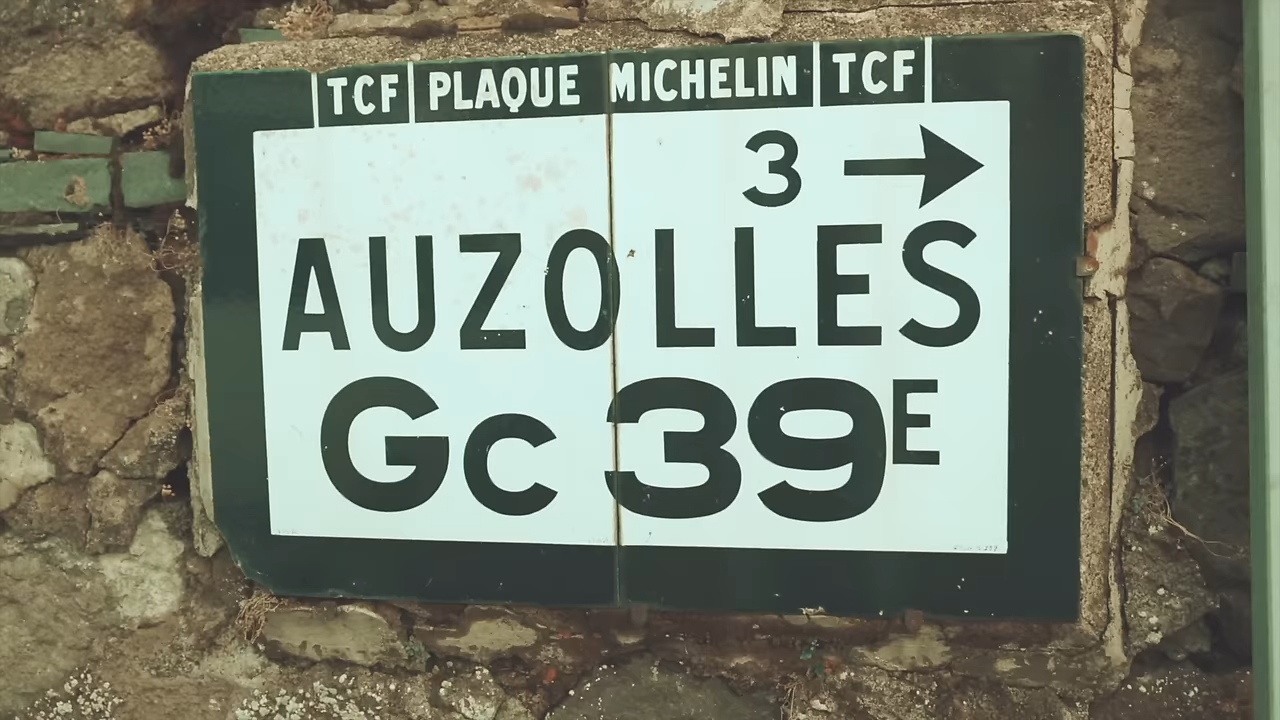 TCF PLAQUE MICHELIN TCF
3 →
AUZOLLES
Gc 39E